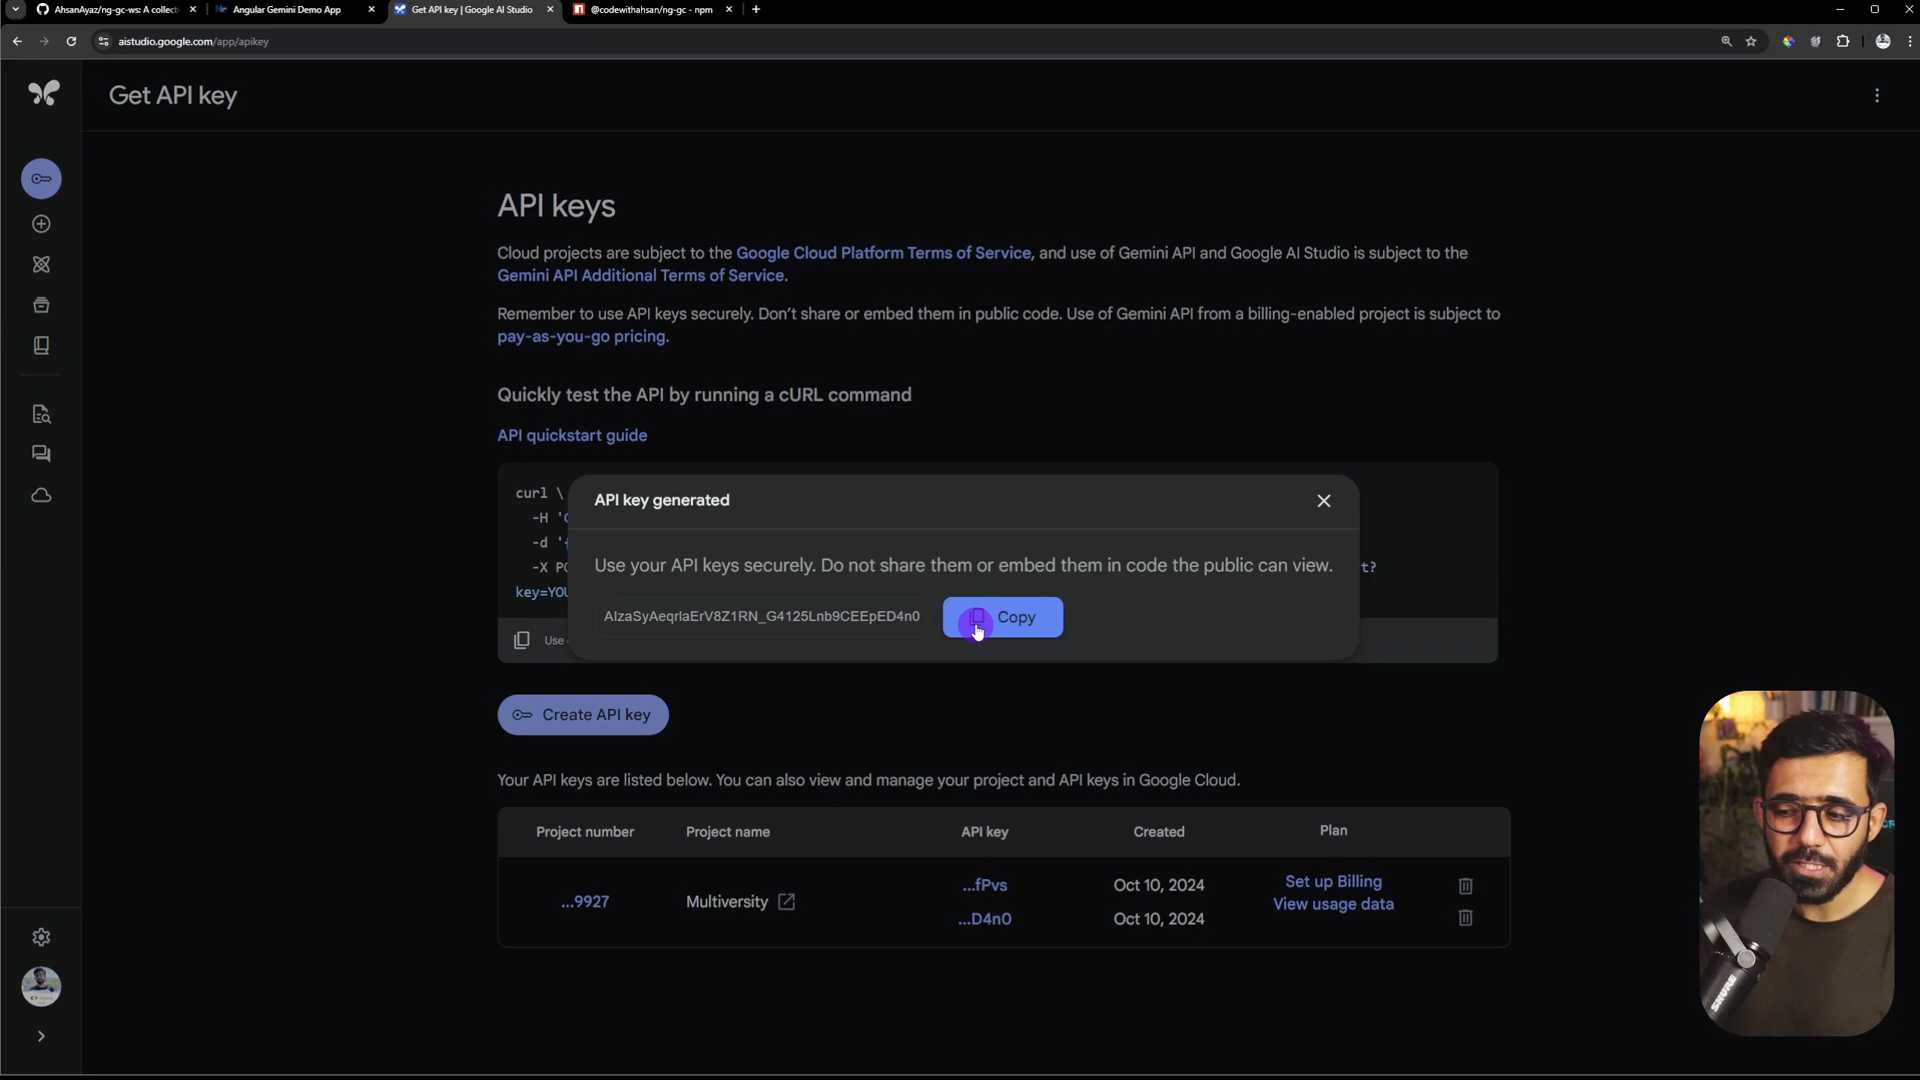 AhsanAyaz/ng-gc-ws: A collect
Angular Gemini Demo App
Get API key | Google AI Studio
@codewithahsan/ng-gc - npm
aistudio.google.com/app/apikey
Get API key
API keys
Cloud projects are subject to the Google Cloud Platform Terms of Service, and use of Gemini API and Google AI Studio is subject to the
Gemini API Additional Terms of Service.
Remember to use API keys securely. Don't share or embed them in public code. Use of Gemini API from a billing-enabled project is subject to
pay-as-you-go pricing.
Quickly test the API by running a cURL command
API quickstart guide
curl \
-H '
-d '
-X PO
t?
key=YOU
Use
API key generated
Use your API keys securely. Do not share them or embed them in code the public can view.
AIzaSyAeqrlaErV8Z1RN_G4125Lnb9CEEpED4n0
Copy
Create API key
Your API keys are listed below. You can also view and manage your project and API keys in Google Cloud.
Project number Project name API key Created Plan
...9927 Multiversity
...fPvs Oct 10, 2024 Set up Billing
...D4n0 Oct 10, 2024 View usage data
SHURE